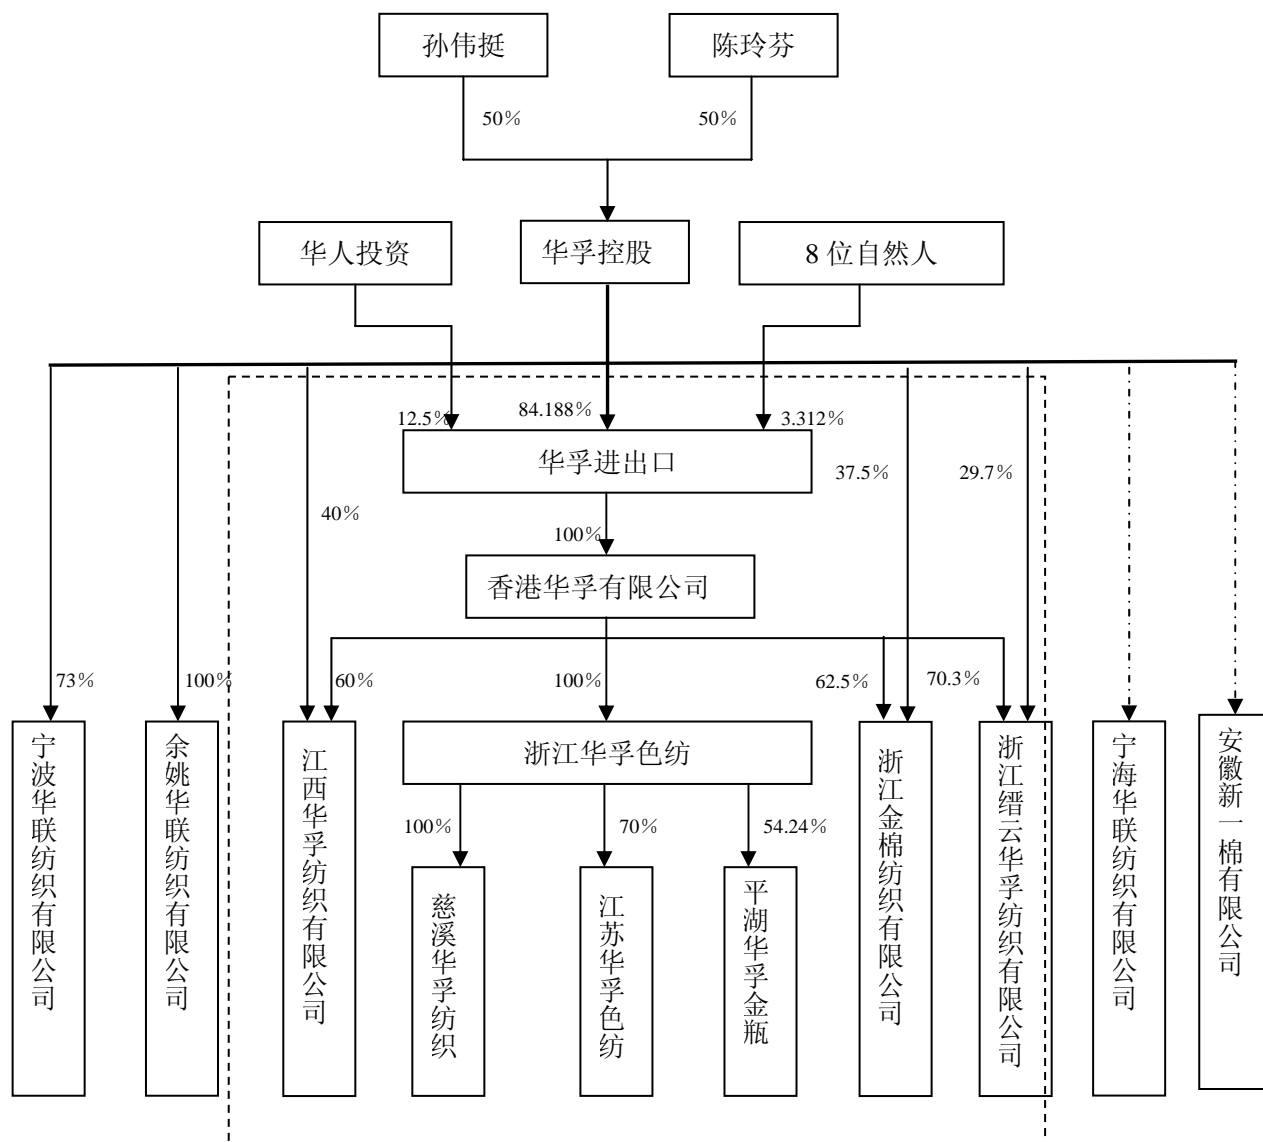 孙伟挺
陈玲芬
50%
50%
华人投资
华孚控股
8 位自然人
12.5%
84.188%
3.312%
华孚进出口
37.5%
29.7%
40%
100%
香港华孚有限公司
73%
100%
60%
100%
62.5%
70.3%
宁波华联纺织有限公司
余姚华联纺织有限公司
江西华孚纺织有限公司
浙江华孚色纺
浙江金棉纺织有限公司
浙江缙云华孚纺织有限公司
宁海华联纺织有限公司
安徽新一棉有限公司
100%
70%
54.24%
慈溪华孚纺织
江苏华孚色纺
平湖华孚金瓶